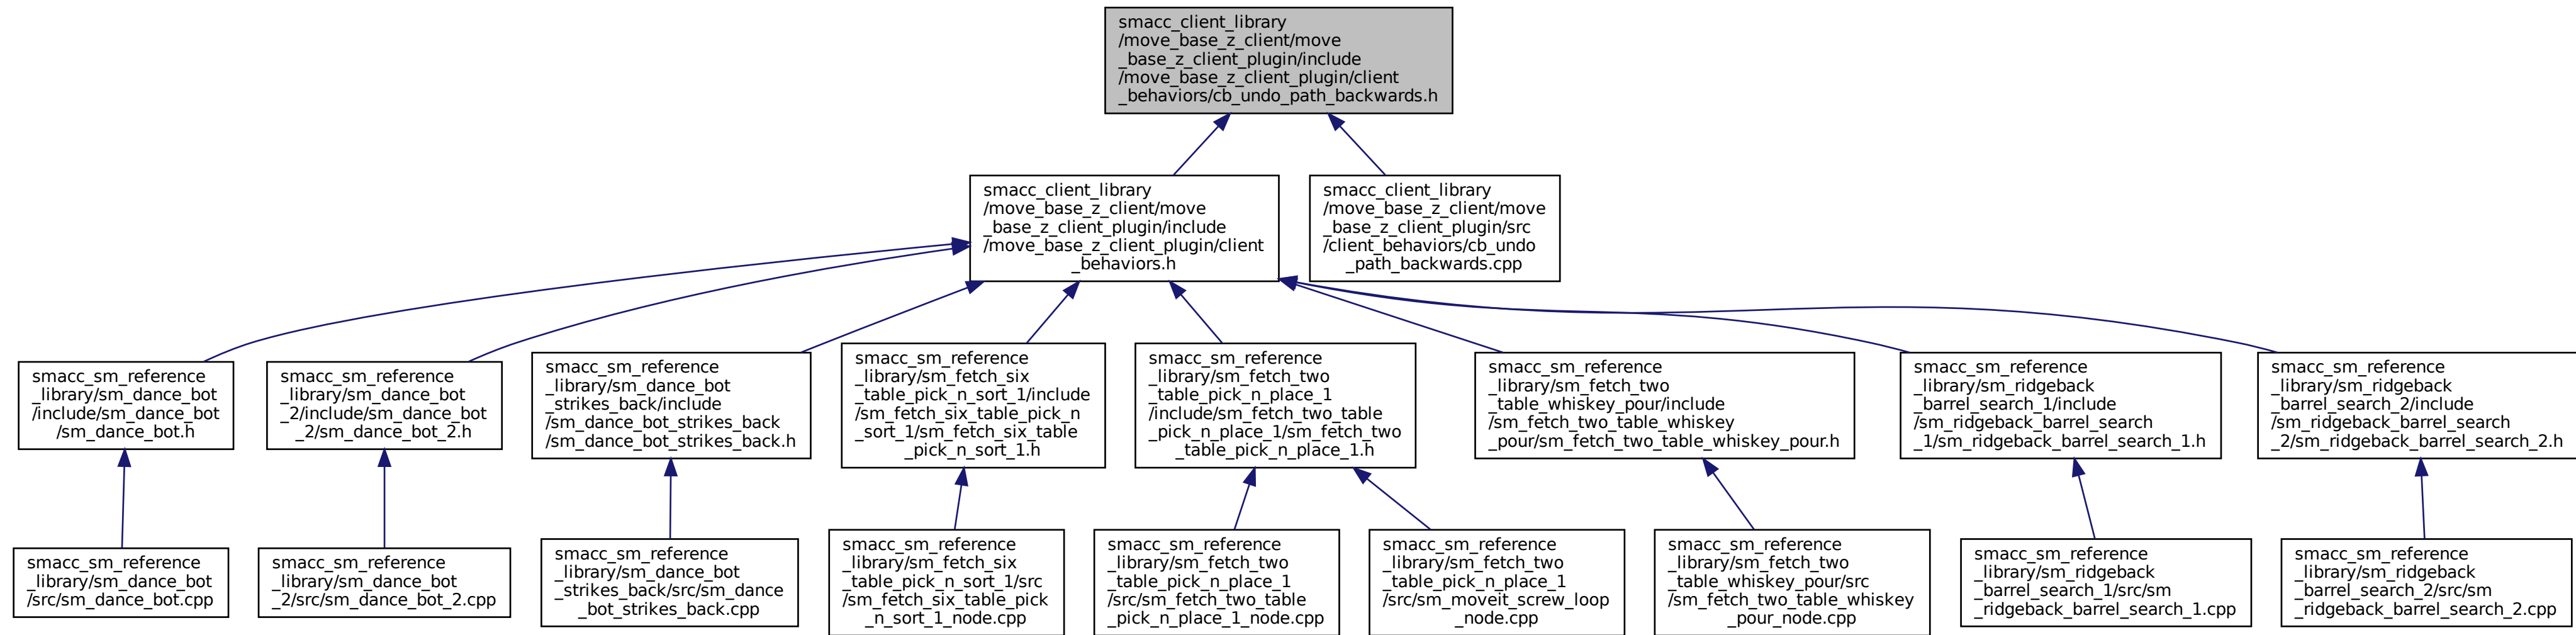 smacc_client_library
/move_base_z_client/move
_base_z_client_plugin/include
/move_base_z_client_plugin/client
_behaviors/cb_undo_path_backwards.h
smacc_client_library
/move_base_z_client/move
_base_z_client_plugin/include
/move_base_z_client_plugin/client
_behaviors.h
smacc_client_library
/move_base_z_client/move
_base_z_client_plugin/src
/client_behaviors/cb_undo
_path_backwards.cpp
smacc_sm_reference
_library/sm_dance_bot
/include/sm_dance_bot
/sm_dance_bot.h
smacc_sm_reference
_library/sm_dance_bot
_2/include/sm_dance_bot
_2/sm_dance_bot_2.h
smacc_sm_reference
_library/sm_dance_bot
_strikes_back/include
/sm_dance_bot_strikes_back
/sm_dance_bot_strikes_back.h
smacc_sm_reference
_library/sm_fetch_six
_table_pick_n_sort_1/include
/sm_fetch_six_table_pick_n
_sort_1/sm_fetch_six_table
_pick_n_sort_1.h
smacc_sm_reference
_library/sm_fetch_two
_table_pick_n_place_1
/include/sm_fetch_two_table
_pick_n_place_1/sm_fetch_two
_table_pick_n_place_1.h
smacc_sm_reference
_library/sm_fetch_two
_table_whiskey_pour/include
/sm_fetch_two_table_whiskey
_pour/sm_fetch_two_table_whiskey_pour.h
smacc_sm_reference
_library/sm_ridgeback
_barrel_search_1/include
/sm_ridgeback_barrel_search
_1/sm_ridgeback_barrel_search_1.h
smacc_sm_reference
_library/sm_ridgeback
_barrel_search_2/include
/sm_ridgeback_barrel_search
_2/sm_ridgeback_barrel_search_2.h
smacc_sm_reference
_library/sm_dance_bot
/src/sm_dance_bot.cpp
smacc_sm_reference
_library/sm_dance_bot
_2/src/sm_dance_bot_2.cpp
smacc_sm_reference
_library/sm_dance_bot
_strikes_back/src/sm_dance
_bot_strikes_back.cpp
smacc_sm_reference
_library/sm_fetch_six
_table_pick_n_sort_1/src
/sm_fetch_six_table_pick
_n_sort_1_node.cpp
smacc_sm_reference
_library/sm_fetch_two
_table_pick_n_place_1
/src/sm_fetch_two_table
_pick_n_place_1_node.cpp
smacc_sm_reference
_library/sm_fetch_two
_table_pick_n_place_1
/src/sm_moveit_screw_loop
_node.cpp
smacc_sm_reference
_library/sm_fetch_two
_table_whiskey_pour/src
/sm_fetch_two_table_whiskey
_pour_node.cpp
smacc_sm_reference
_library/sm_ridgeback
_barrel_search_1/src/sm
_ridgeback_barrel_search_1.cpp
smacc_sm_reference
_library/sm_ridgeback
_barrel_search_2/src/sm
_ridgeback_barrel_search_2.cpp